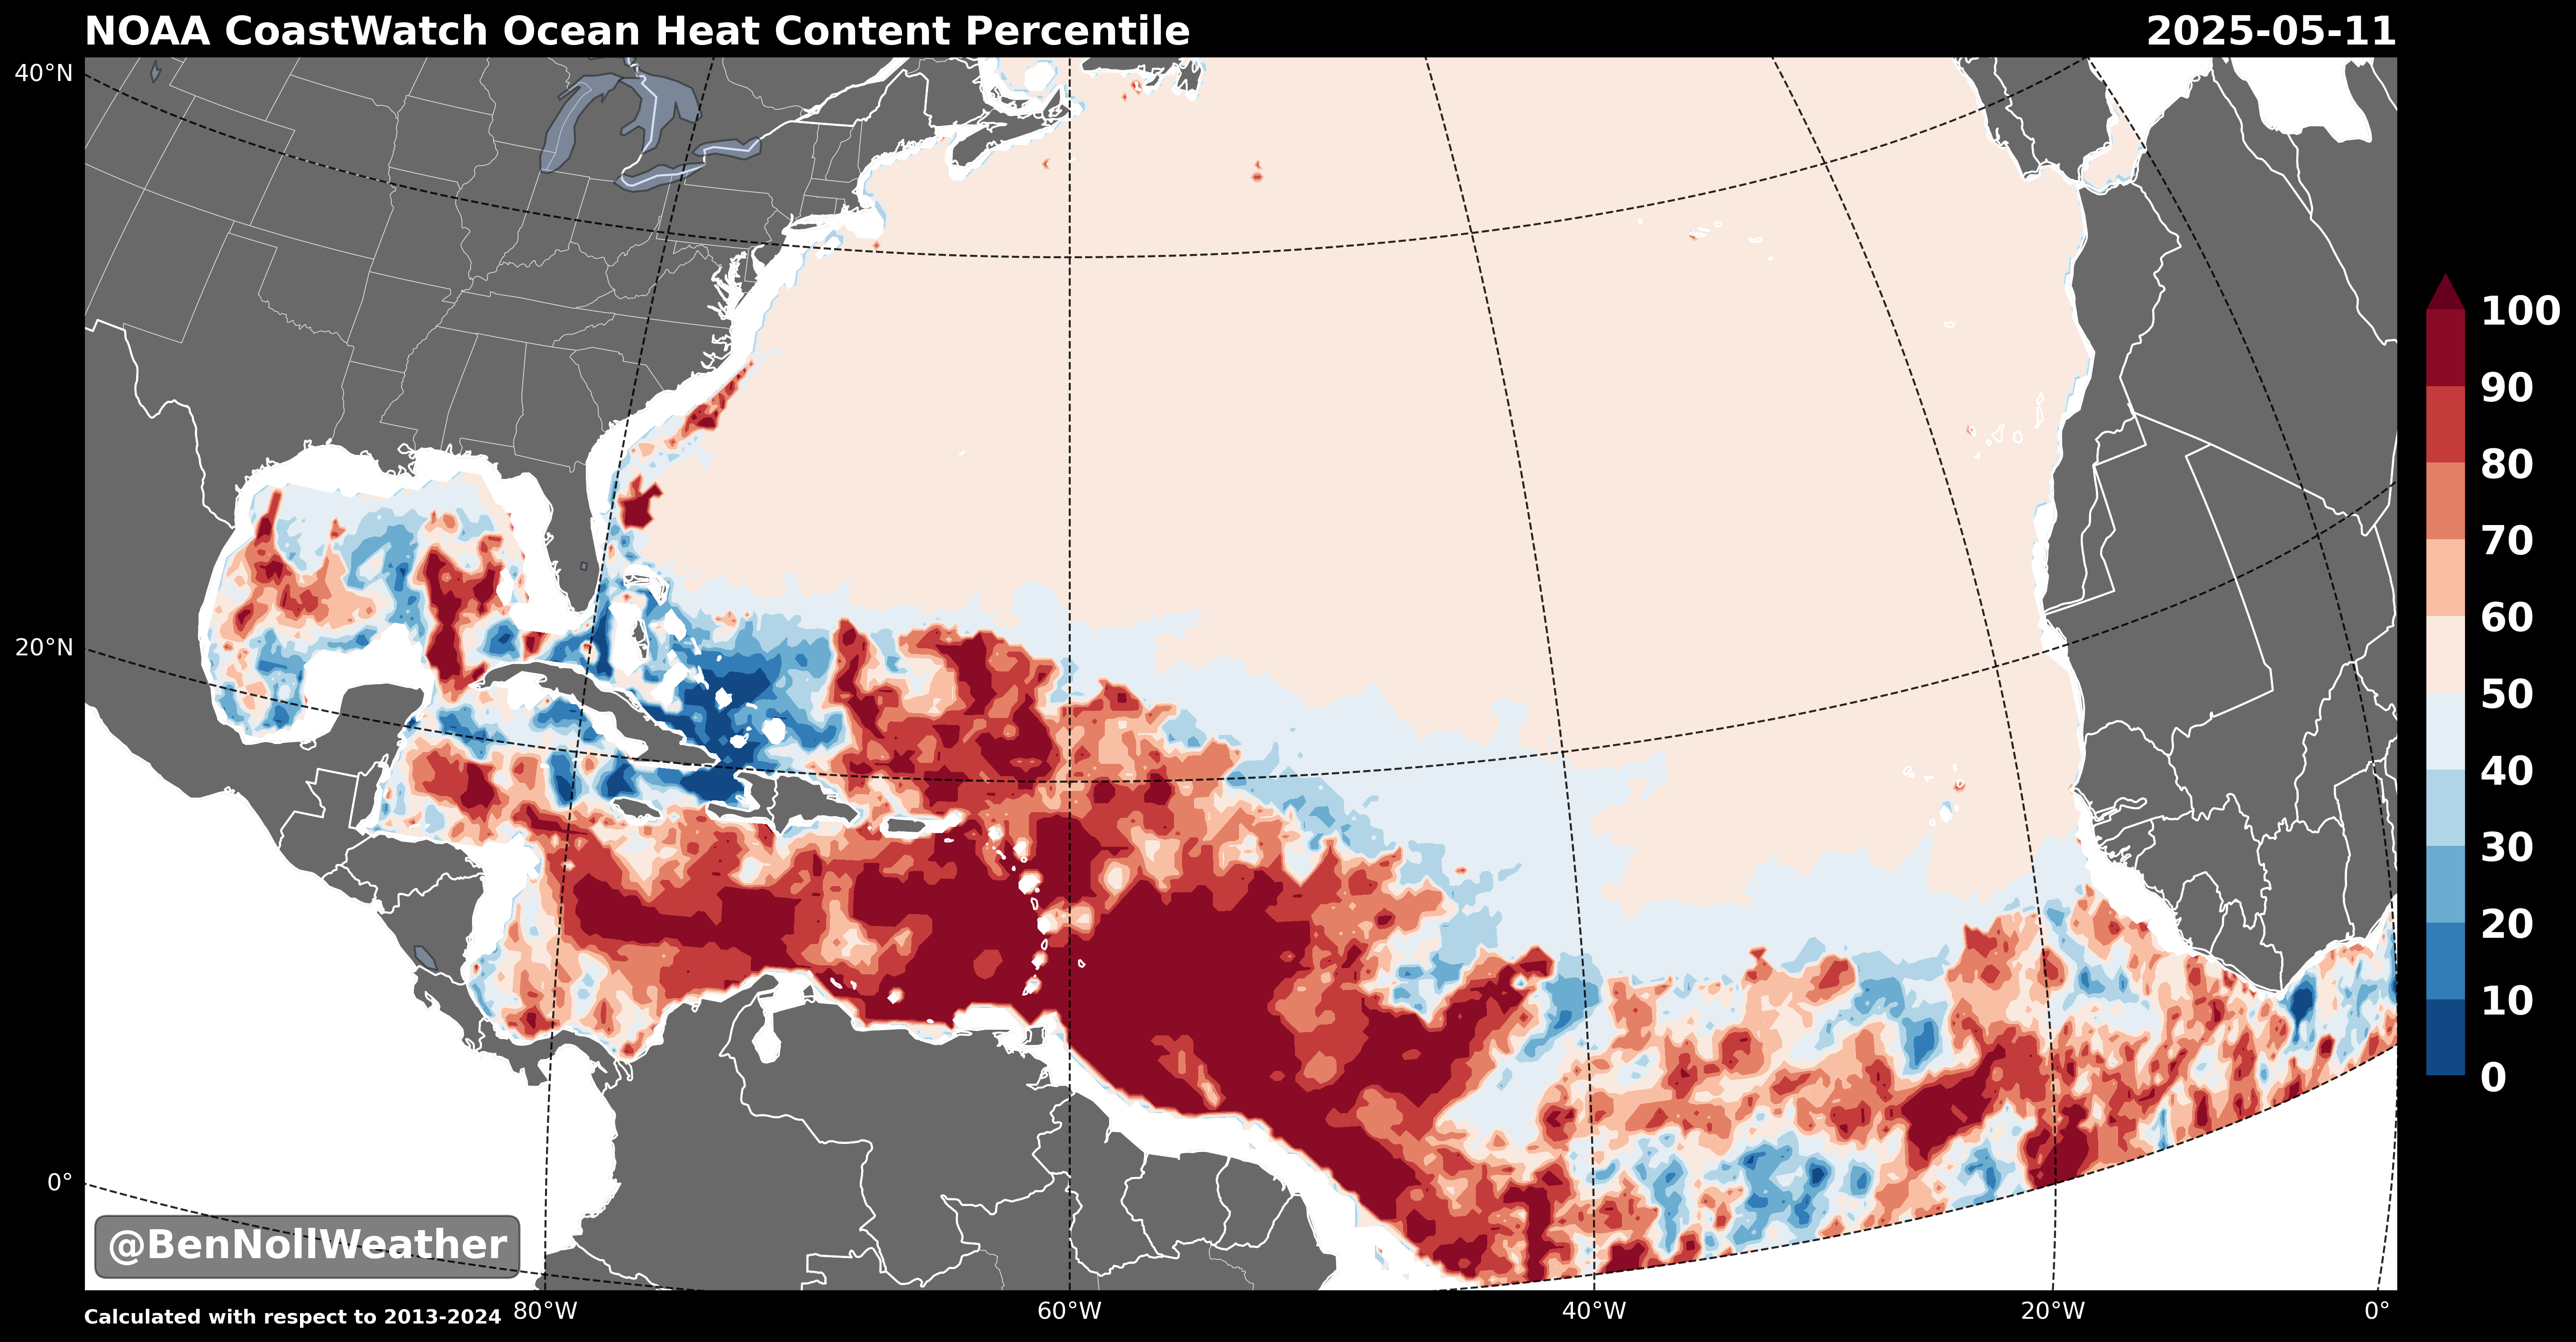 NOAA CoastWatch Ocean Heat Content Percentile 2025-05-11
40°N
20°N
0°
100
90
80
70
60
50
40
30
20
10
0
@BenNollWeather
Calculated with respect to 2013-2024
80°W 60°W 40°W 20°W 0°